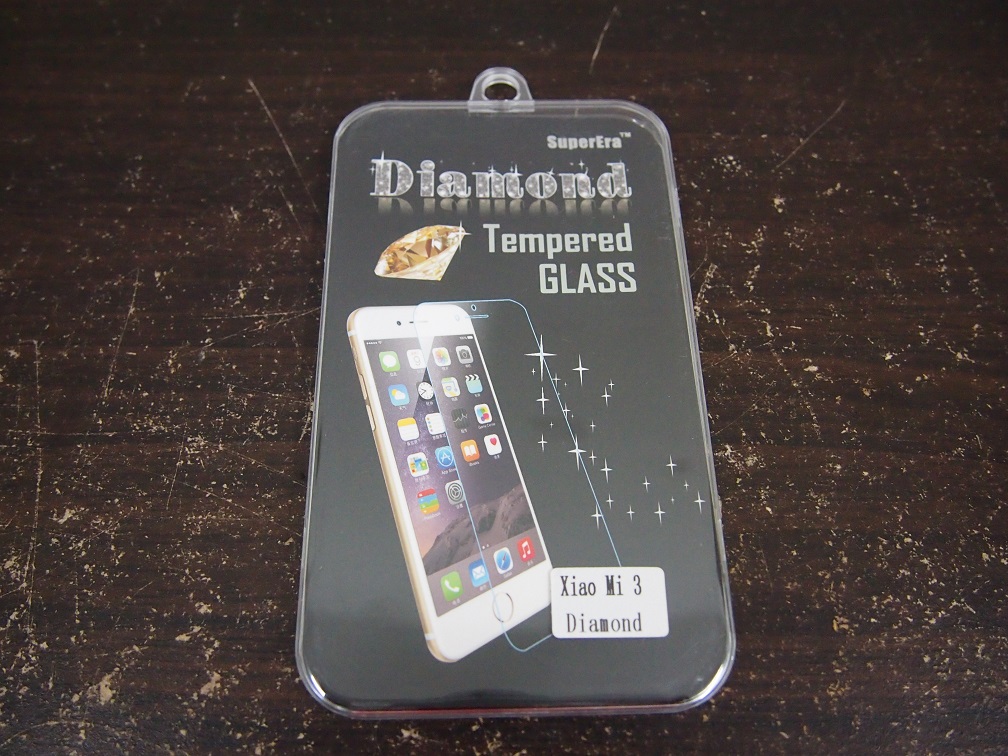 SuperEra™
Diamond
Tempered
GLASS
Xiao Mi 3
Diamond